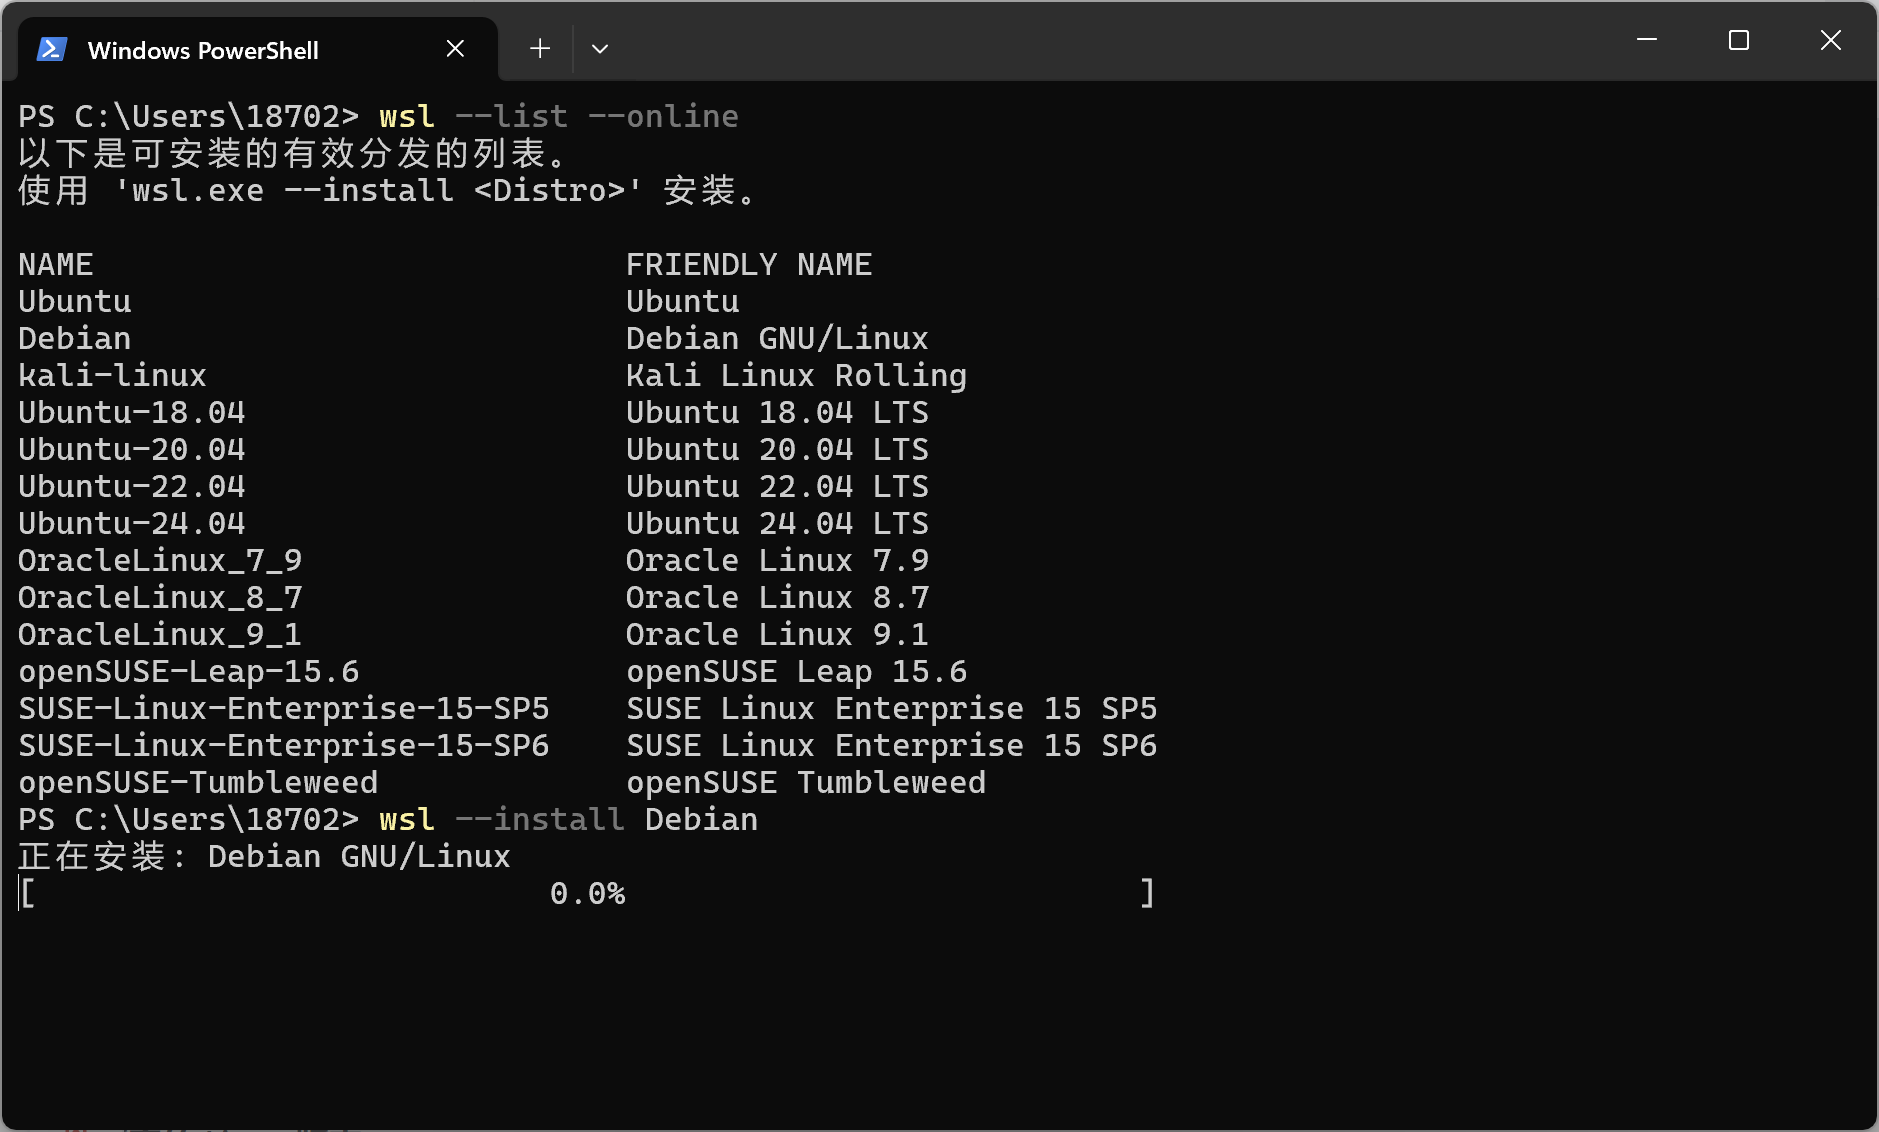 Windows PowerShell
PS C:\Users\18702> wsl --list --online
以下是可安装的有效分发的列表。
使用 'wsl.exe --install <Distro>' 安装。
NAME                            FRIENDLY NAME
Ubuntu                          Ubuntu
Debian                          Debian GNU/Linux
kali-linux                      Kali Linux Rolling
Ubuntu-18.04                    Ubuntu 18.04 LTS
Ubuntu-20.04                    Ubuntu 20.04 LTS
Ubuntu-22.04                    Ubuntu 22.04 LTS
Ubuntu-24.04                    Ubuntu 24.04 LTS
OracleLinux_7_9                 Oracle Linux 7.9
OracleLinux_8_7                 Oracle Linux 8.7
OracleLinux_9_1                 Oracle Linux 9.1
openSUSE-Leap-15.6              openSUSE Leap 15.6
SUSE-Linux-Enterprise-15-SP5    SUSE Linux Enterprise 15 SP5
SUSE-Linux-Enterprise-15-SP6    SUSE Linux Enterprise 15 SP6
openSUSE-Tumbleweed             openSUSE Tumbleweed
PS C:\Users\18702> wsl --install Debian
正在安装: Debian GNU/Linux
[                           0.0%                           ]